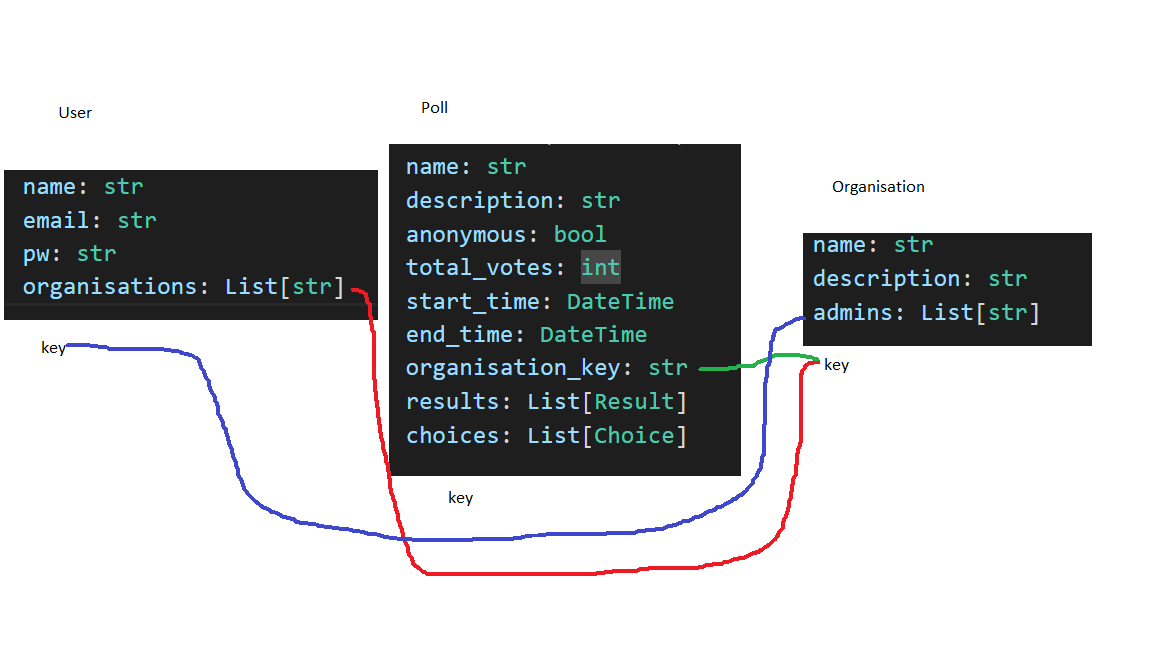 User
name: str
email: str
pw: str
organisations: List[str]
key
Poll
name: str
description: str
anonymous: bool
total_votes: int
start_time: DateTime
end_time: DateTime
organisation_key: str
results: List[Result]
choices: List[Choice]
key
Organisation
name: str
description: str
admins: List[str]
key